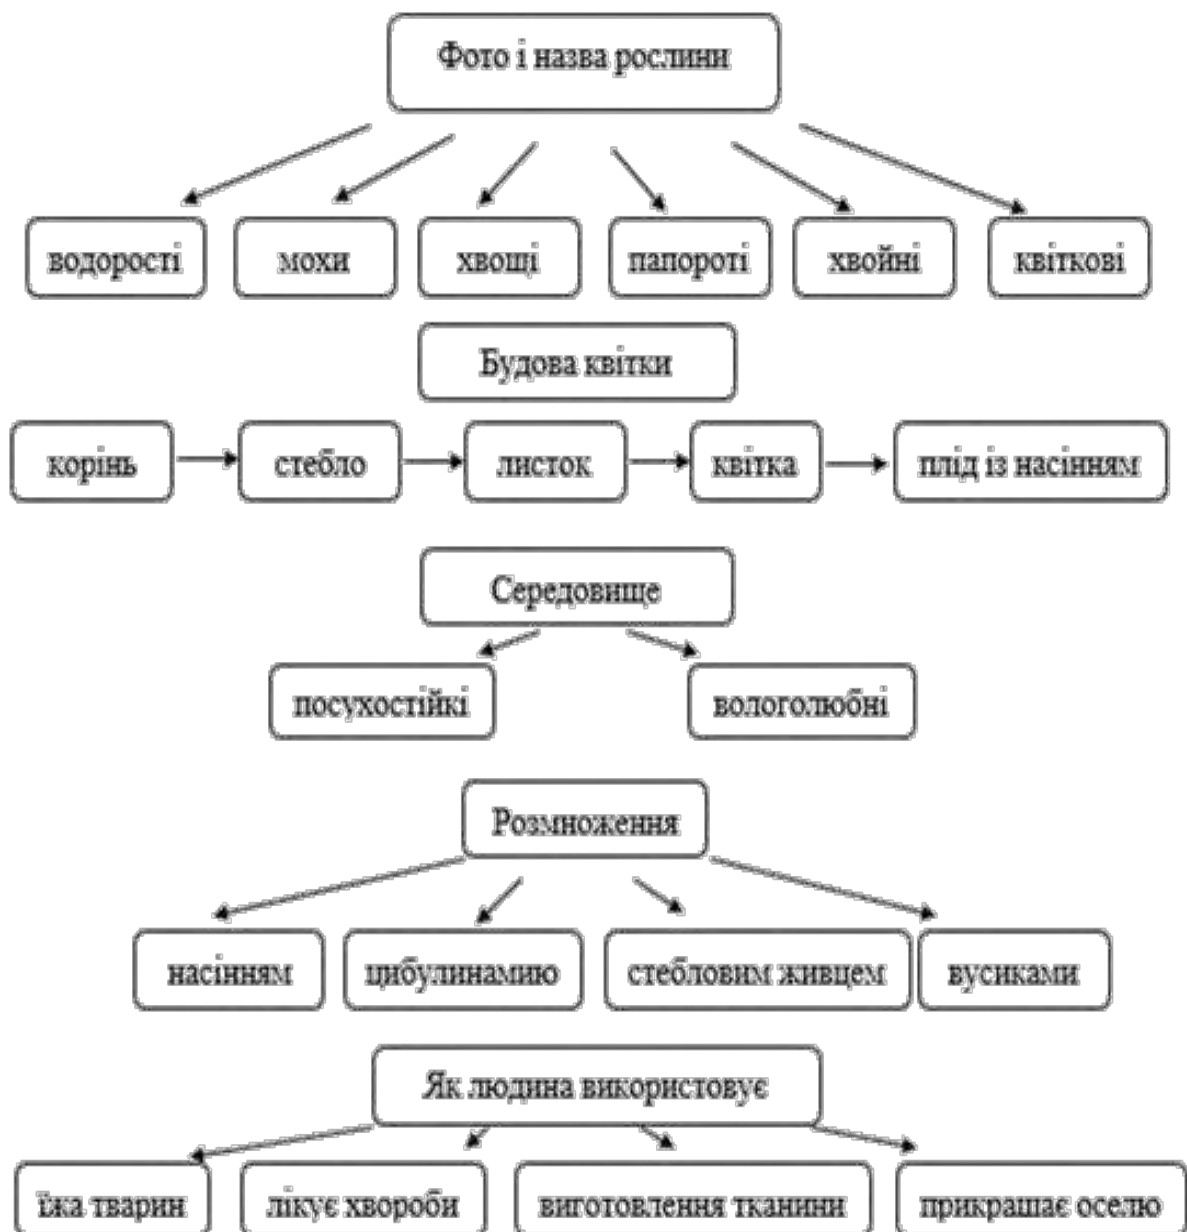 Фото і назва рослини
водорості мохи хвощі папороті хвойні квіткові
Будова квітки
корінь стебло листок квітка плід із насінням
Середовище
посухостійкі вологолюбні
Розмноження
насінням цибулинамию стебловим живцем вусиками
Як людина використовує
їжа тварин лікує хвороби виготовлення тканини прикрашає оселю